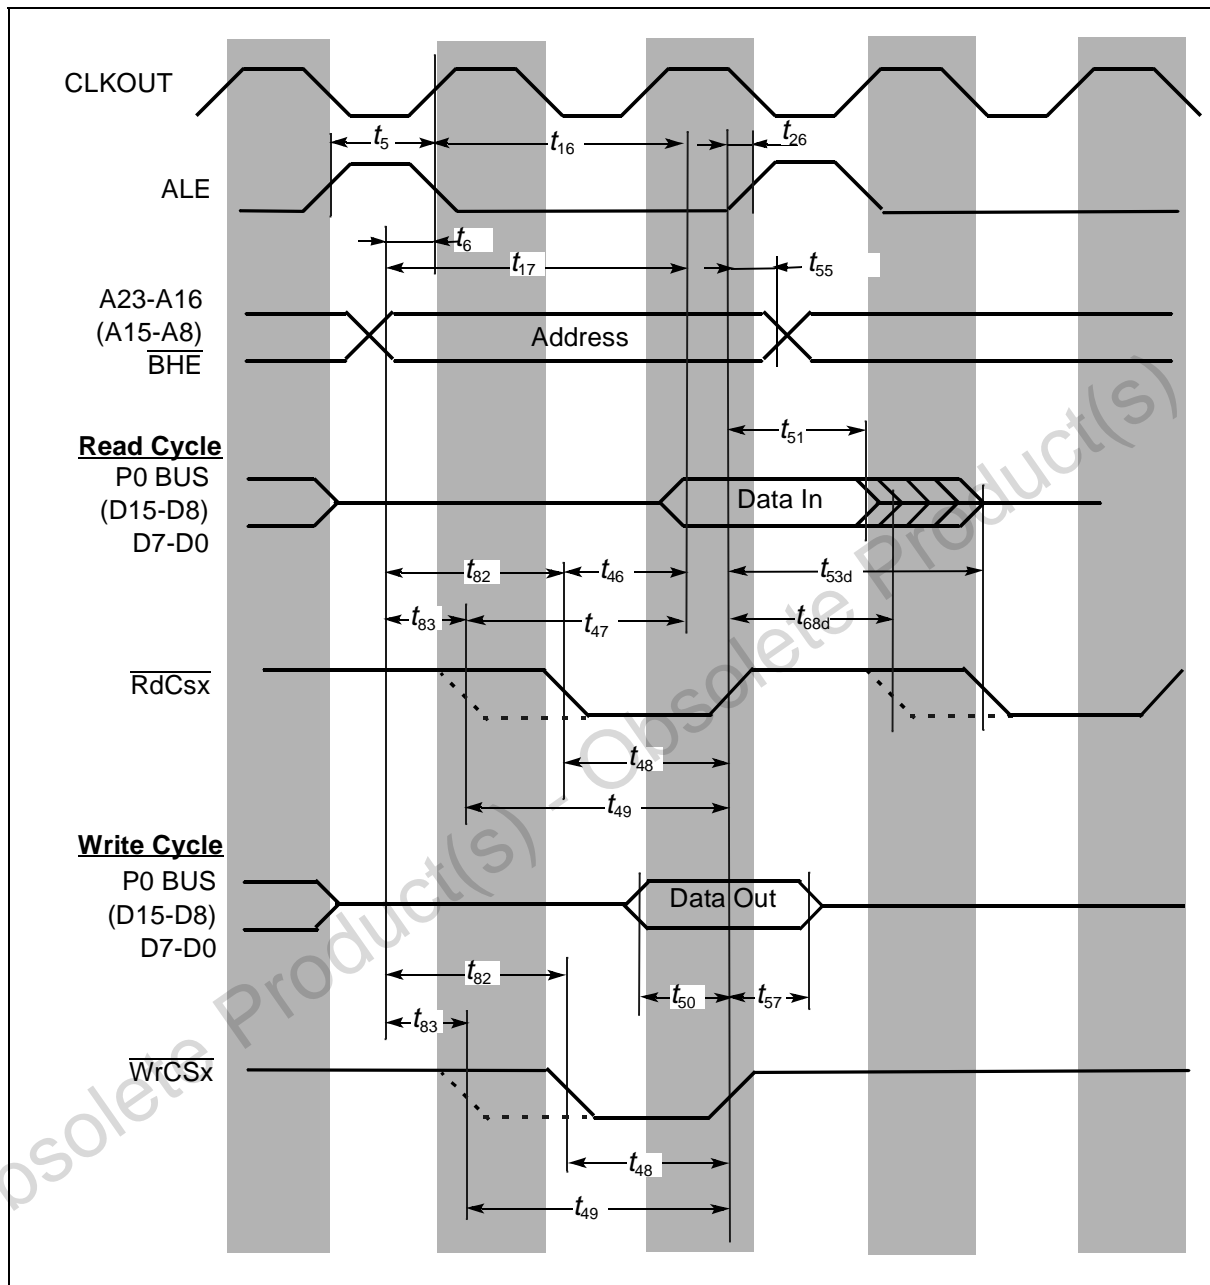 CLKOUT
t5
t16
t26
ALE
t6
t17
t55
A23-A16
(A15-A8)
BHE
Address
t51
Read Cycle
P0 BUS
(D15-D8)
D7-D0
Data In
t82
t46
t53d
t83
t47
t68d
RdCsx
t48
t49
Write Cycle
P0 BUS
(D15-D8)
D7-D0
Data Out
t82
t50
t57
t83
WrCSx
t48
t49
Obsolete Product(s) - Obsolete Product(s)